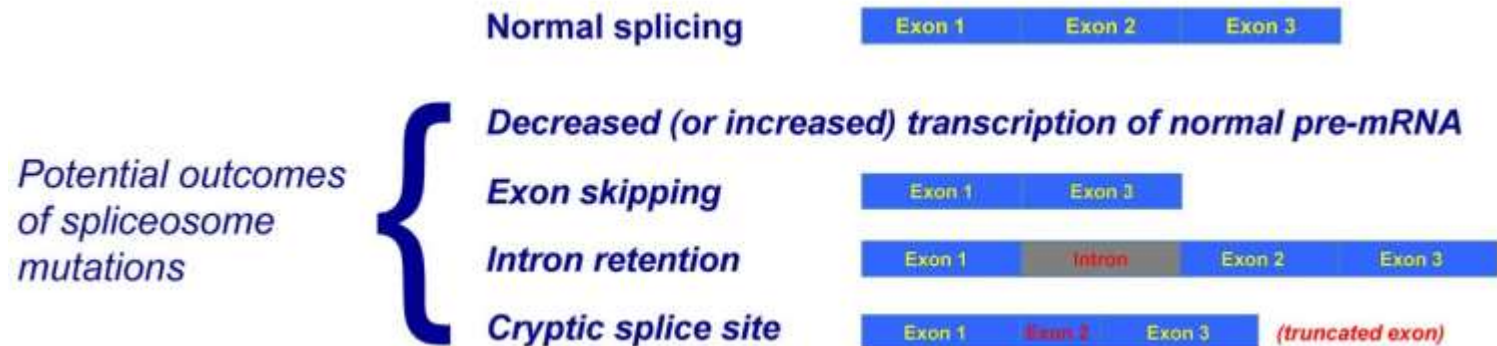 Normal splicing
Exon 1 Exon 2 Exon 3
Decreased (or increased) transcription of normal pre-mRNA
Potential outcomes
of spliceosome
mutations
Exon skipping
Exon 1 Exon 3
Intron retention
Exon 1 Intron Exon 2 Exon 3
Cryptic splice site
Exon 1 Exon 2 Exon 3 (truncated exon)